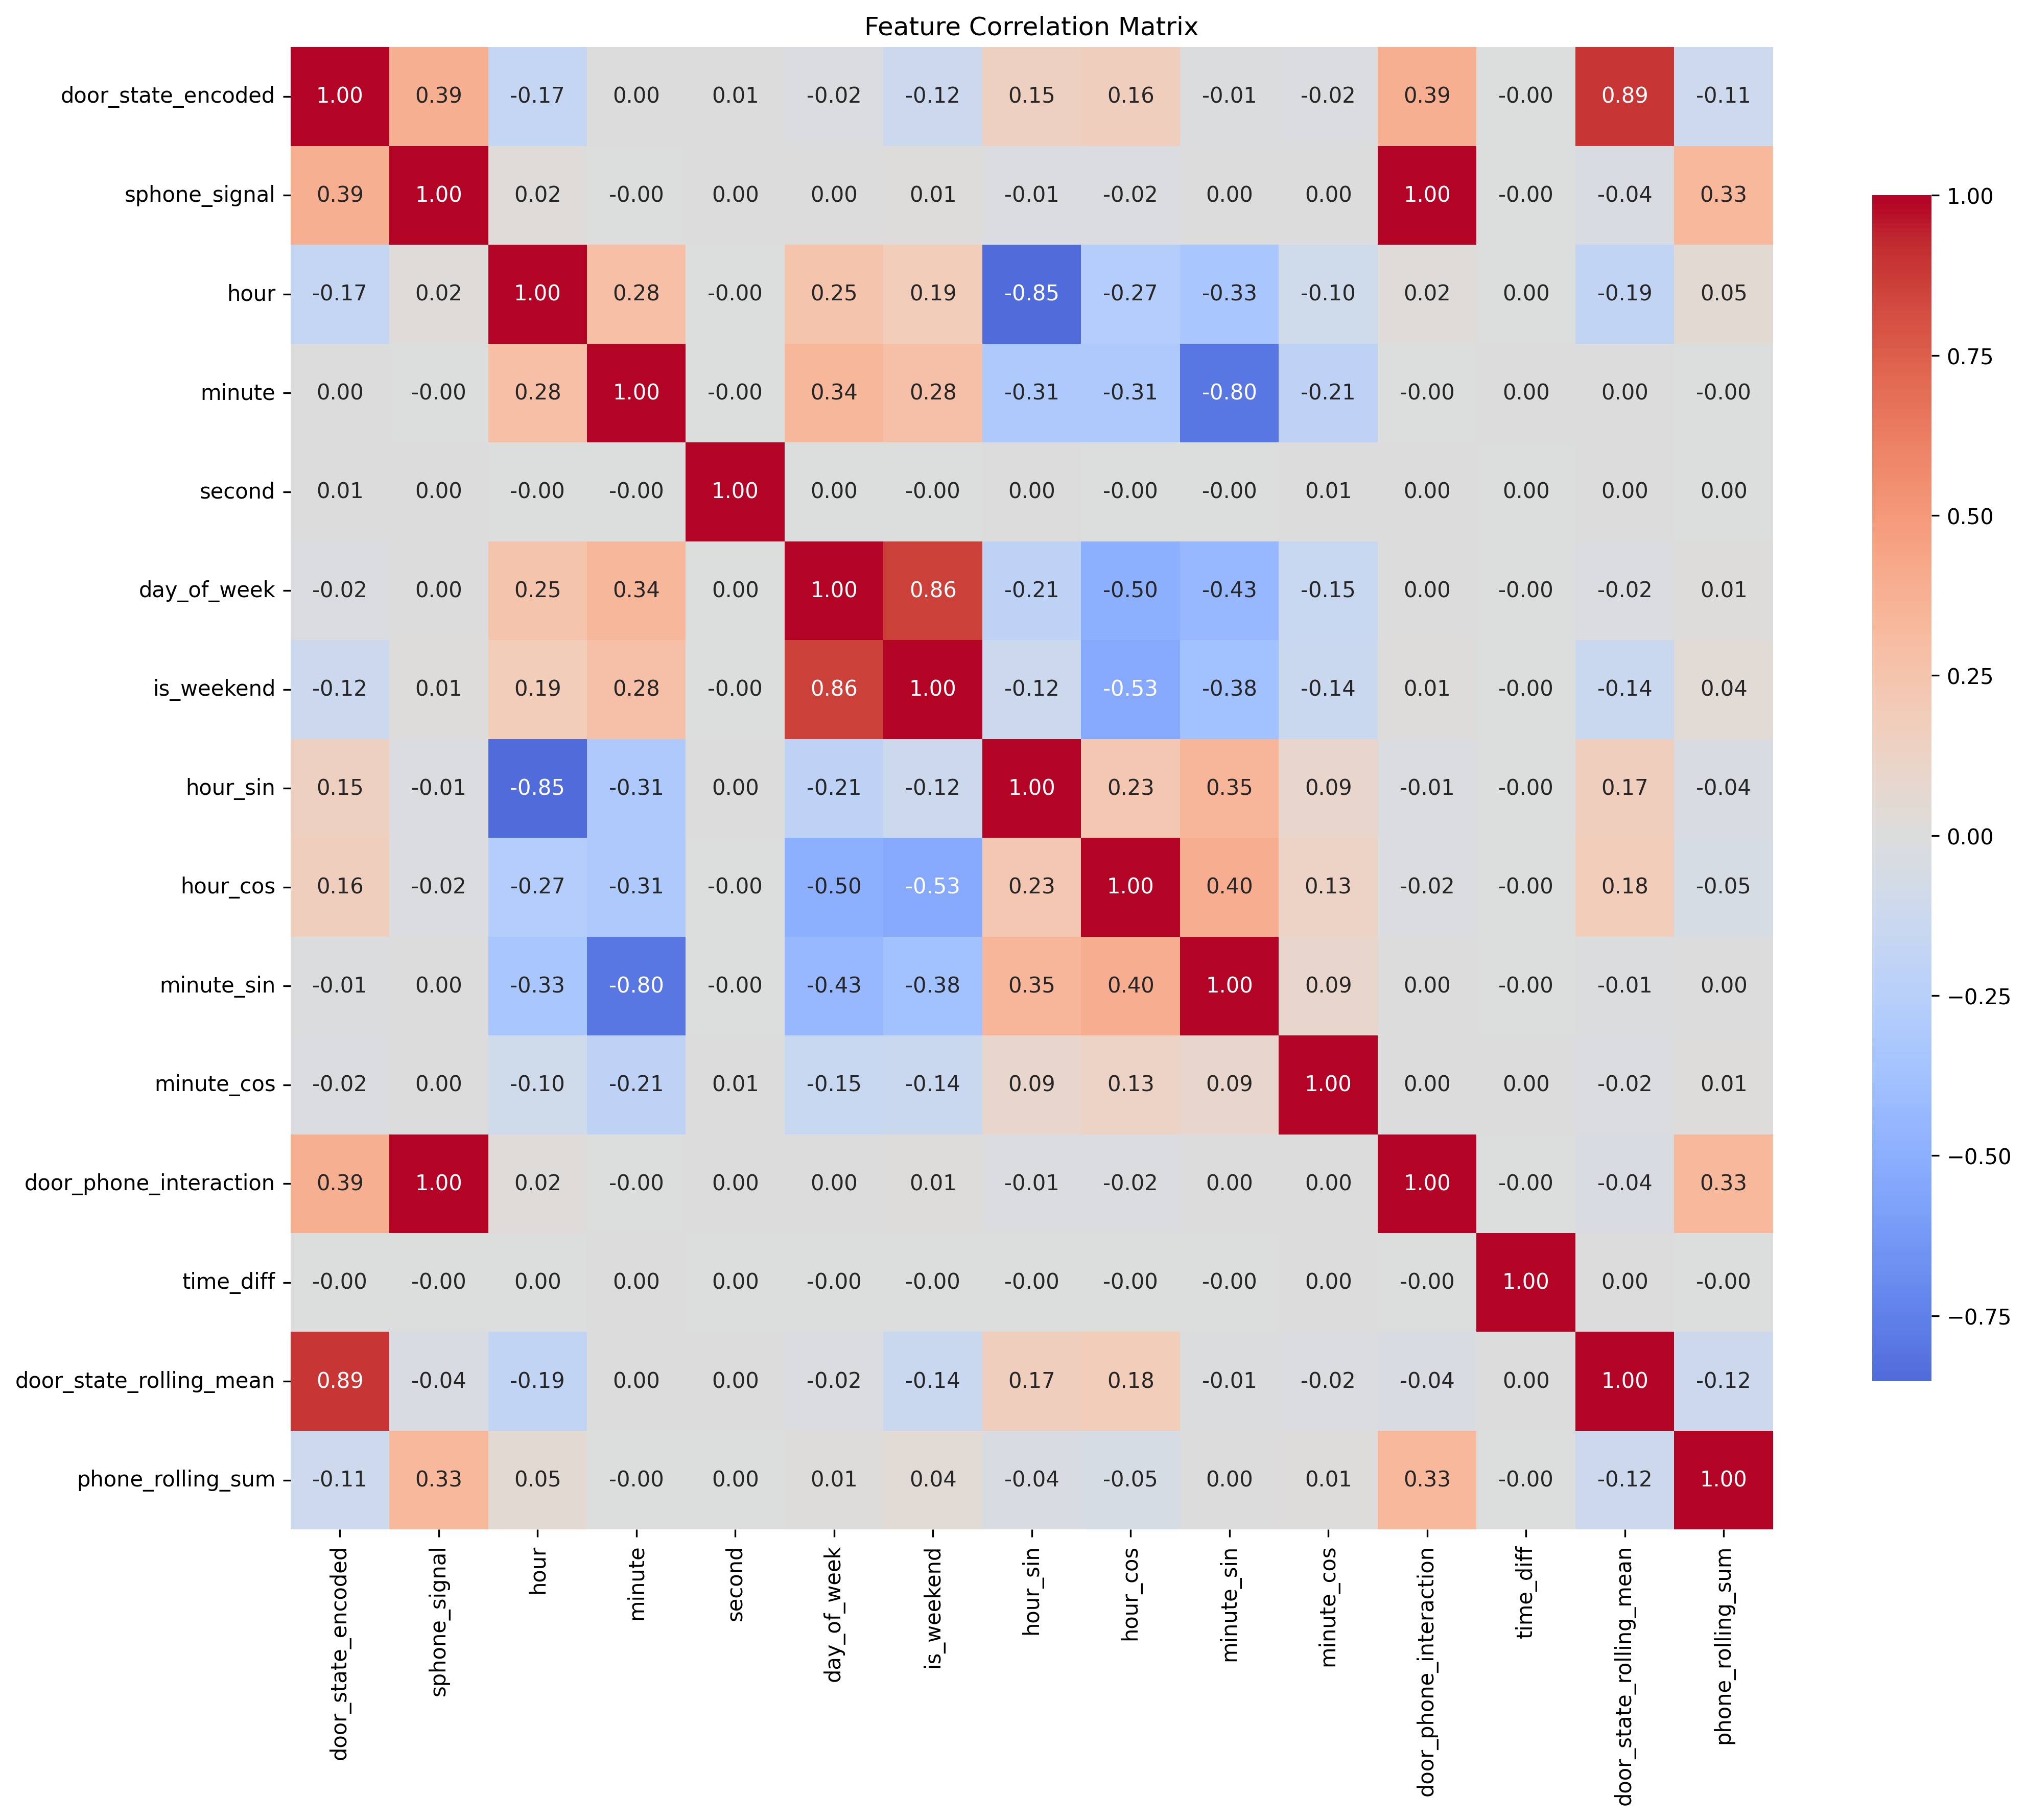 Feature Correlation Matrix
door_state_encoded 1.00 0.39 -0.17 0.00 0.01 -0.02 -0.12 0.15 0.16 -0.01 -0.02 0.39 -0.00 0.89 -0.11
sphone_signal 0.39 1.00 0.02 -0.00 0.00 0.00 0.01 -0.01 -0.02 0.00 0.00 1.00 -0.00 -0.04 0.33
hour -0.17 0.02 1.00 0.28 -0.00 0.25 0.19 -0.85 -0.27 -0.33 -0.10 0.02 0.00 -0.19 0.05
minute 0.00 -0.00 0.28 1.00 -0.00 0.34 0.28 -0.31 -0.31 -0.80 -0.21 -0.00 0.00 0.00 -0.00
second 0.01 0.00 -0.00 -0.00 1.00 0.00 -0.00 0.00 -0.00 -0.00 0.01 0.00 0.00 0.00 0.00
day_of_week -0.02 0.00 0.25 0.34 0.00 1.00 0.86 -0.21 -0.50 -0.43 -0.15 0.00 -0.00 -0.02 0.01
is_weekend -0.12 0.01 0.19 0.28 -0.00 0.86 1.00 -0.12 -0.53 -0.38 -0.14 0.01 -0.00 -0.14 0.04
hour_sin 0.15 -0.01 -0.85 -0.31 0.00 -0.21 -0.12 1.00 0.23 0.35 0.09 -0.01 -0.00 0.17 -0.04
hour_cos 0.16 -0.02 -0.27 -0.31 -0.00 -0.50 -0.53 0.23 1.00 0.40 0.13 -0.02 -0.00 0.18 -0.05
minute_sin -0.01 0.00 -0.33 -0.80 -0.00 -0.43 -0.38 0.35 0.40 1.00 0.09 0.00 -0.00 -0.01 0.00
minute_cos -0.02 0.00 -0.10 -0.21 0.01 -0.15 -0.14 0.09 0.13 0.09 1.00 0.00 0.00 -0.02 0.01
door_phone_interaction 0.39 1.00 0.02 -0.00 0.00 0.00 0.01 -0.01 -0.02 0.00 0.00 1.00 -0.00 -0.04 0.33
time_diff -0.00 -0.00 0.00 0.00 0.00 -0.00 -0.00 -0.00 -0.00 -0.00 0.00 -0.00 1.00 0.00 -0.00
door_state_rolling_mean 0.89 -0.04 -0.19 0.00 0.00 -0.02 -0.14 0.17 0.18 -0.01 -0.02 -0.04 0.00 1.00 -0.12
phone_rolling_sum -0.11 0.33 0.05 -0.00 0.00 0.01 0.04 -0.04 -0.05 0.00 0.01 0.33 -0.00 -0.12 1.00
door_state_encoded
sphone_signal
hour
minute
second
day_of_week
is_weekend
hour_sin
hour_cos
minute_sin
minute_cos
door_phone_interaction
time_diff
door_state_rolling_mean
phone_rolling_sum
1.00
0.75
0.50
0.25
0.00
−0.25
−0.50
−0.75